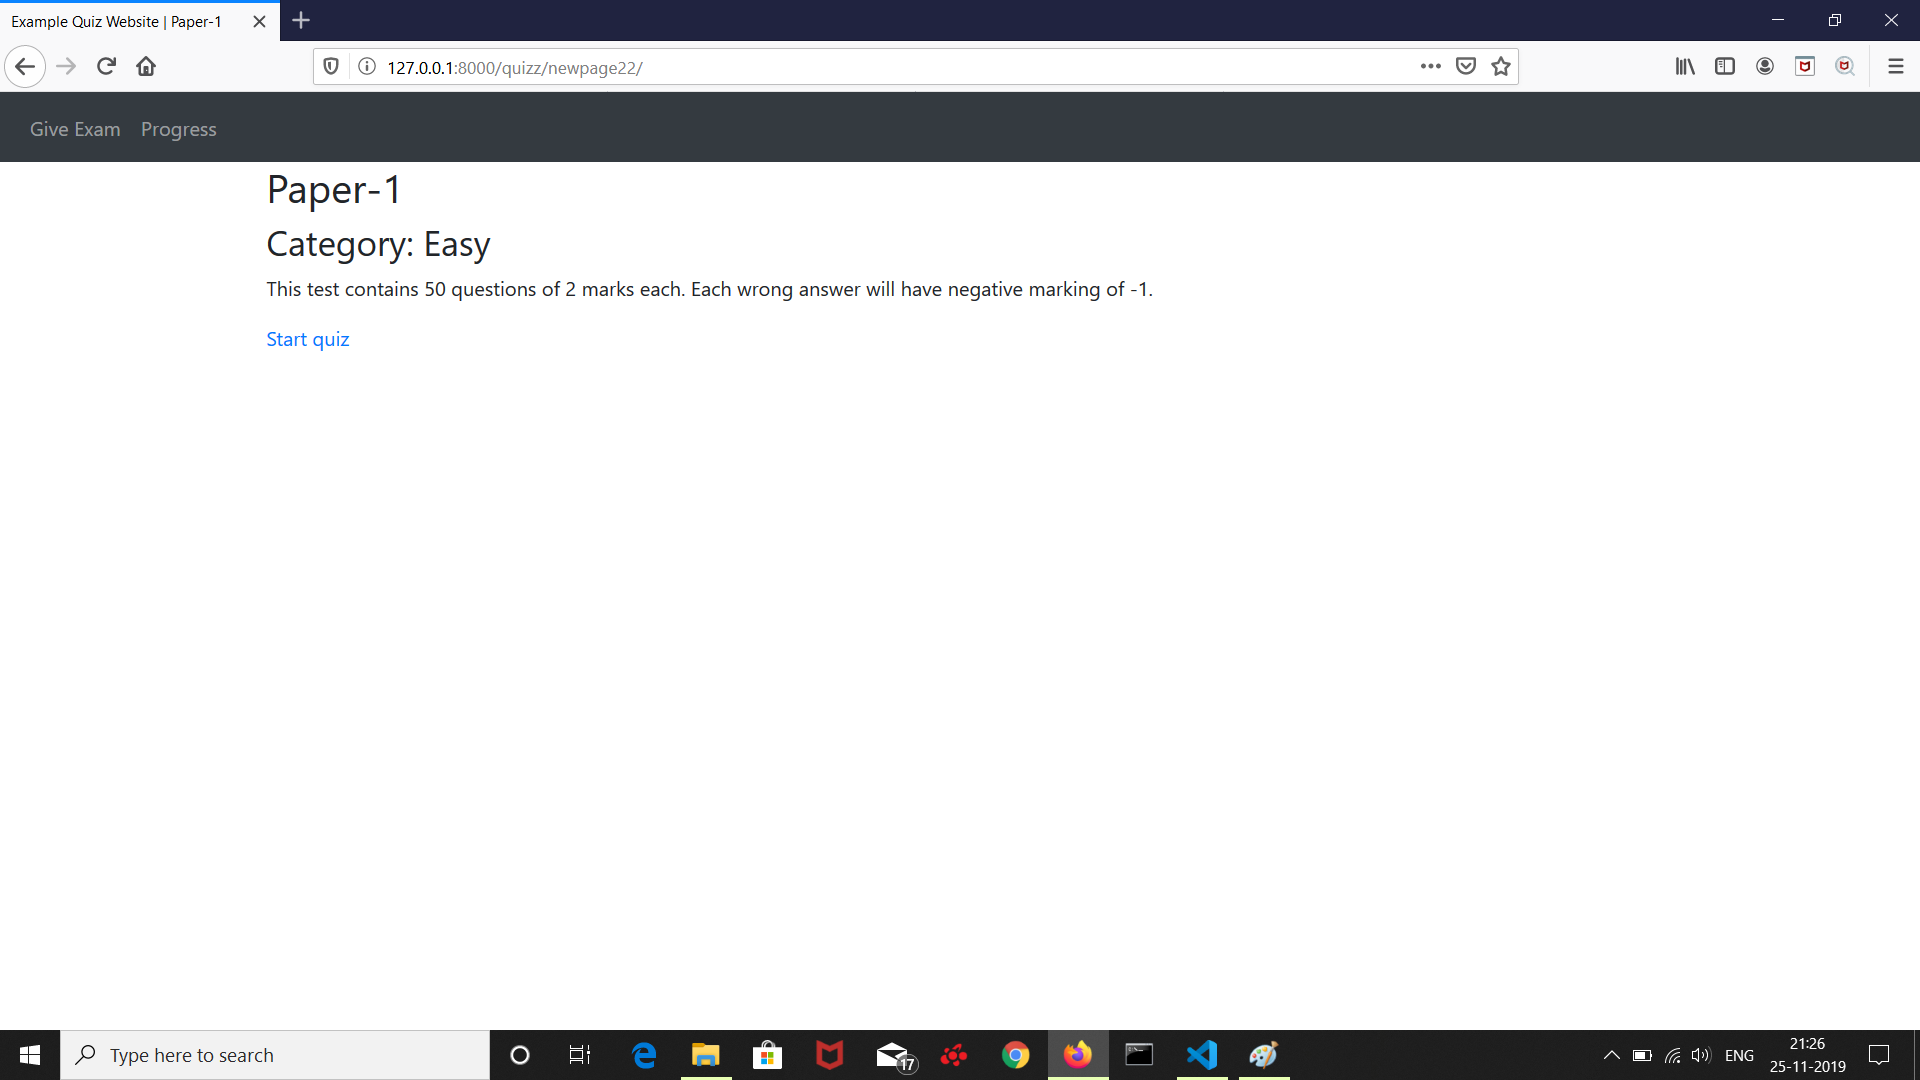 Example Quiz Website | Paper-1
127.0.0.1:8000/quizz/newpage22/
Give Exam Progress
Paper-1
Category: Easy
This test contains 50 questions of 2 marks each. Each wrong answer will have negative marking of -1.
Start quiz
Type here to search
17
ENG
21:26
25-11-2019